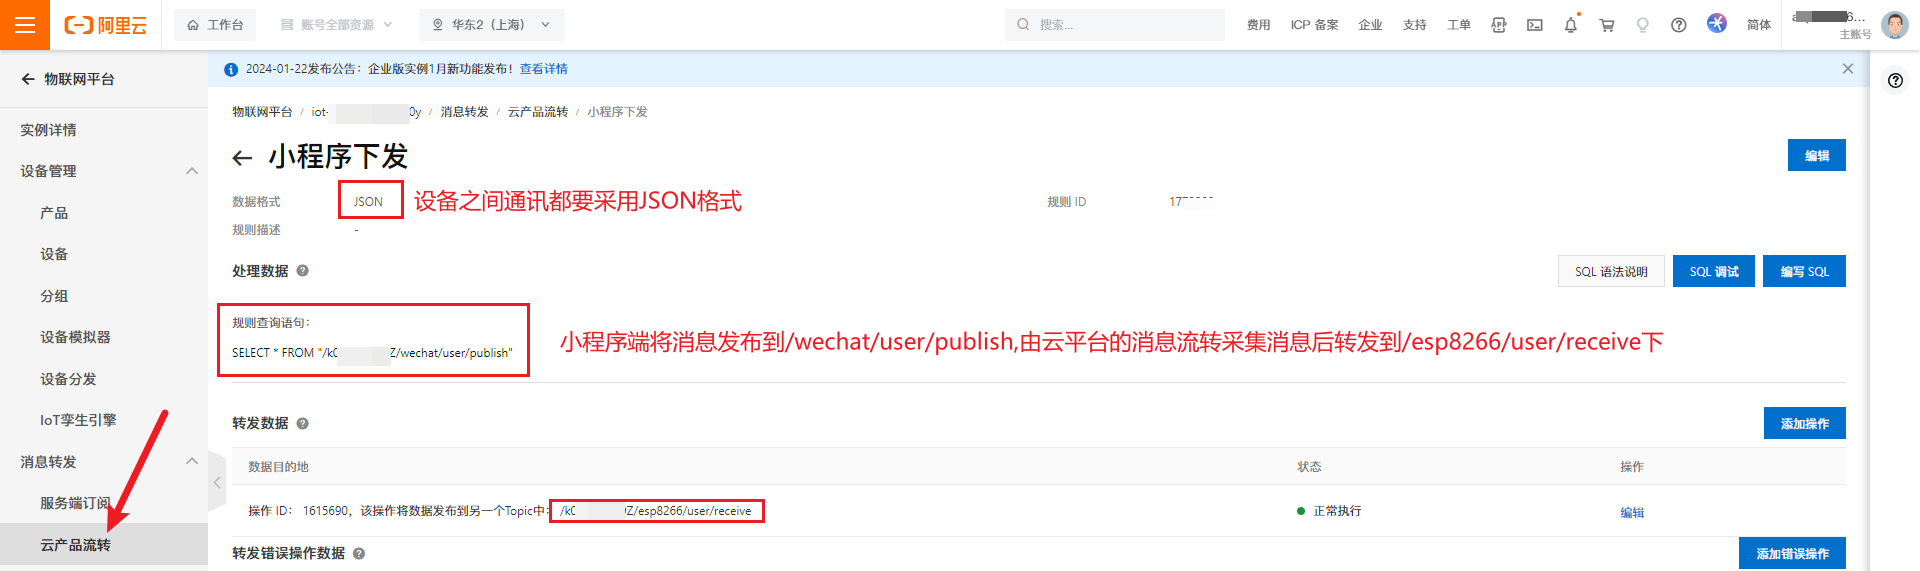 阿里云 工作台 账号全部资源 华东2（上海） 搜索... 费用 ICP 备案 企业 支持 工单 APP 简体 6...
主账号
物联网平台
2024-01-22发布公告：企业版实例1月新功能发布！查看详情
实例详情
设备管理
产品
设备
分组
设备模拟器
设备分发
IoT孪生引擎
消息转发
服务端订阅
云产品流转
物联网平台 / iot- 0y / 消息转发 / 云产品流转 / 小程序下发
小程序下发
编辑
数据格式 JSON 设备之间通讯都要采用JSON格式 规则 ID 17
规则描述 -
处理数据 SQL 语法说明 SQL 调试 编写 SQL
规则查询语句：
SELECT * FROM "/k Z/wechat/user/publish"
小程序端将消息发布到/wechat/user/publish,由云平台的消息流转采集消息后转发到/esp8266/user/receive下
转发数据 添加操作
数据目的地 状态 操作
操作 ID： 1615690，该操作将数据发布到另一个Topic中：/k Z/esp8266/user/receive 正常执行 编辑
转发错误操作数据 添加错误操作